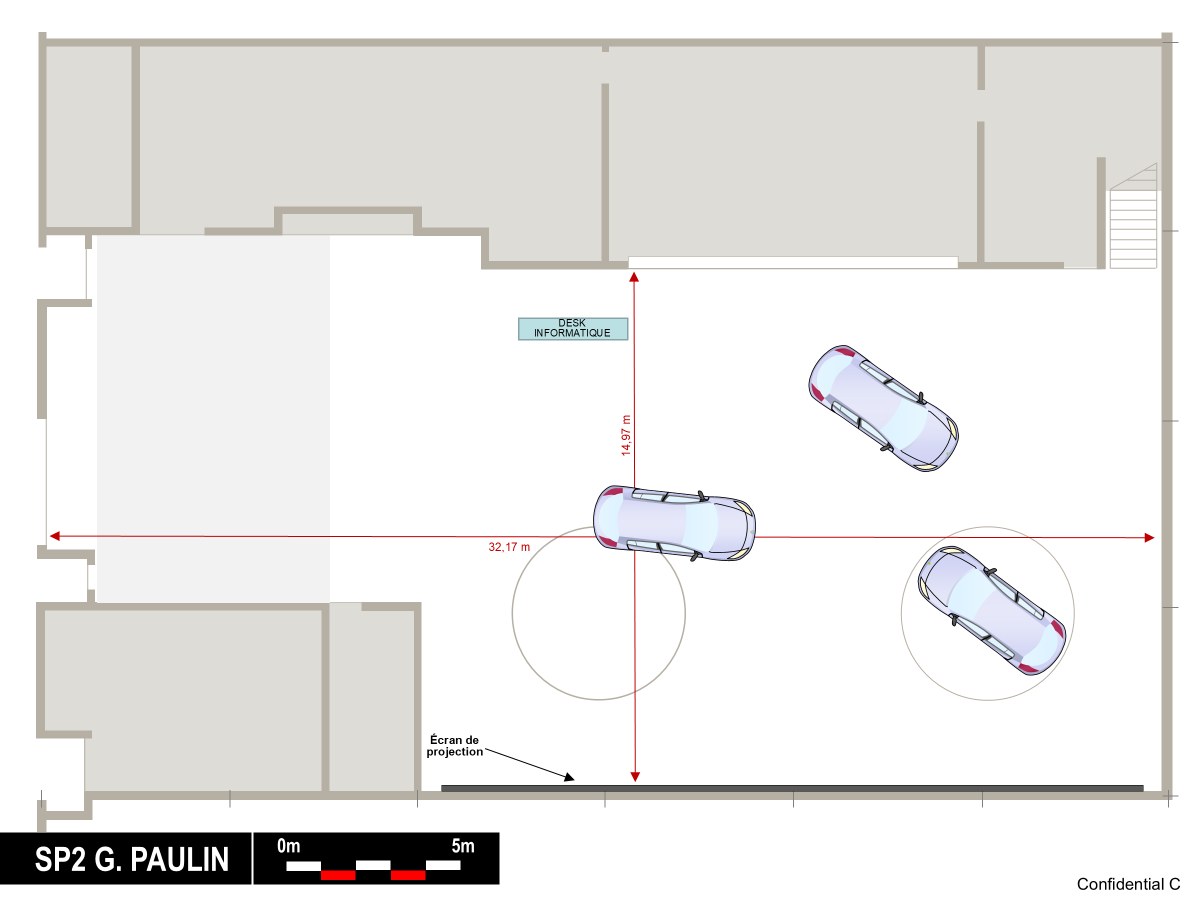 DESK
INFORMATIQUE
14,97 m
32,17 m
Écran de
projection
SP2 G. PAULIN
0m 5m
Confidential C